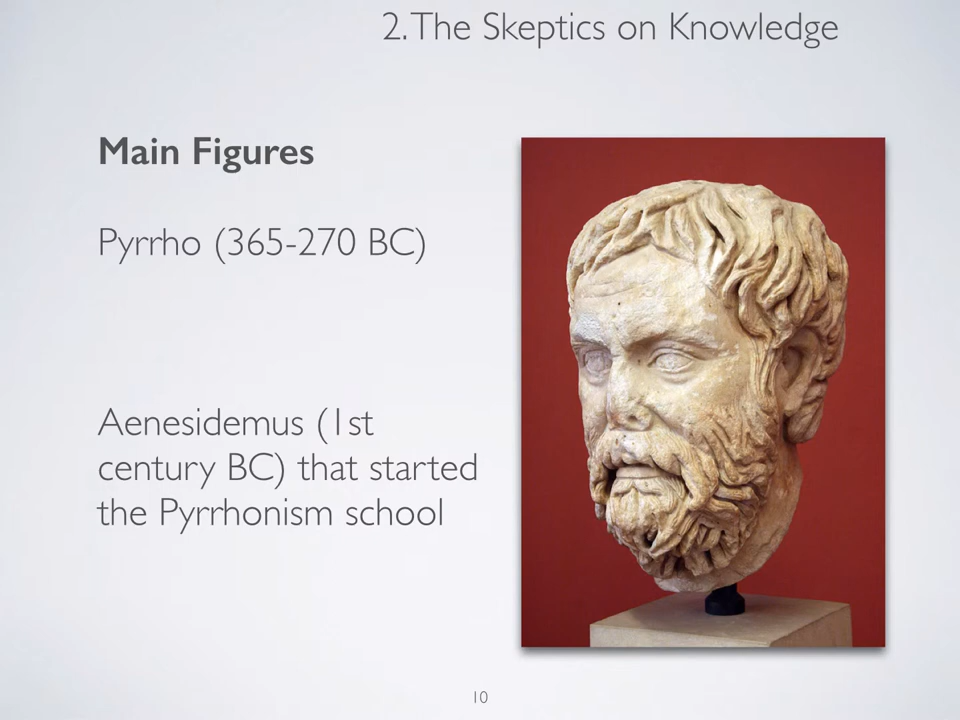 2. The Skeptics on Knowledge
Main Figures
Pyrrho (365-270 BC)
Aenesidemus (1st
century BC) that started
the Pyrrhonism school
10